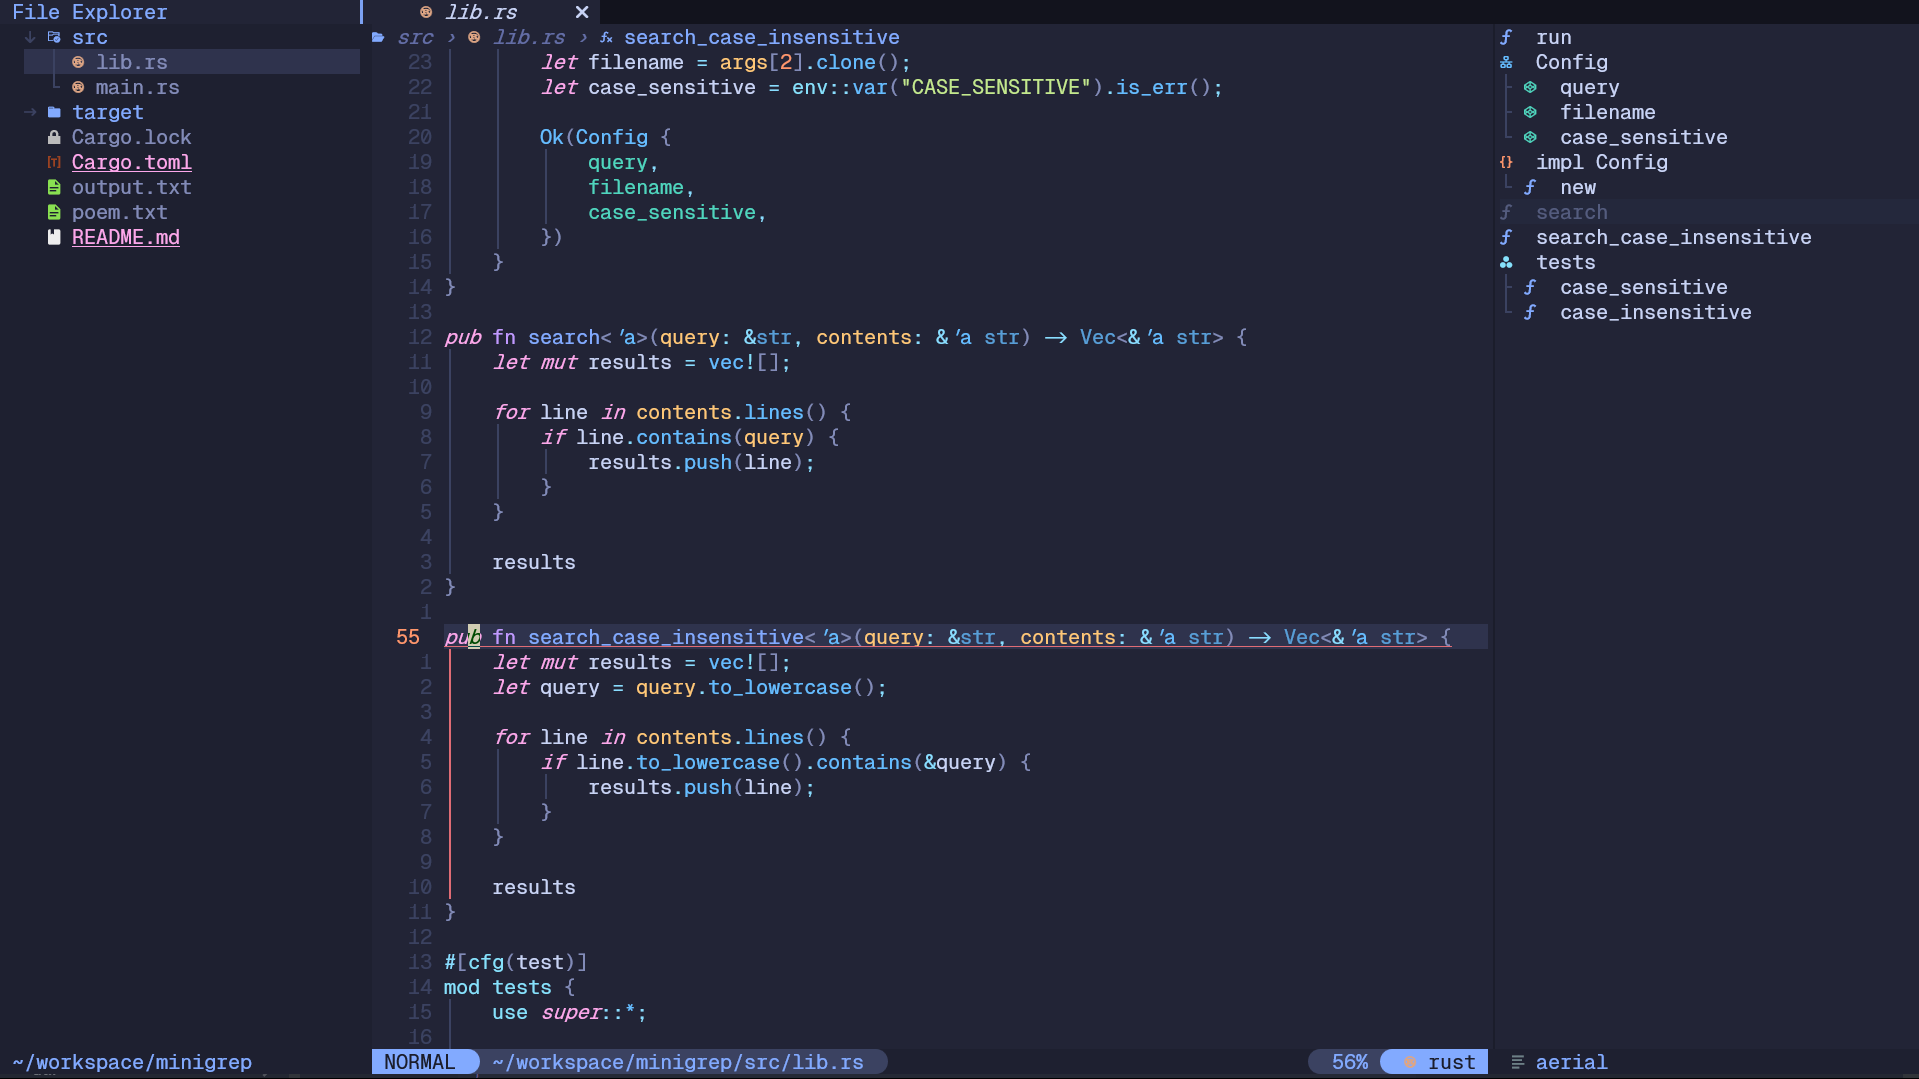 File Explorer
src
lib.rs
main.rs
target
Cargo.lock
Cargo.toml
output.txt
poem.txt
README.md
~/workspace/minigrep
lib.rs ✕
src › lib.rs › search_case_insensitive
23 let filename = args[2].clone();
22 let case_sensitive = env::var("CASE_SENSITIVE").is_err();
21
20 Ok(Config {
19 query,
18 filename,
17 case_sensitive,
16 })
15 }
14 }
13
12 pub fn search<'a>(query: &str, contents: &'a str) -> Vec<&'a str> {
11 let mut results = vec![];
10
9 for line in contents.lines() {
8 if line.contains(query) {
7 results.push(line);
6 }
5 }
4
3 results
2 }
1
55 pub fn search_case_insensitive<'a>(query: &str, contents: &'a str) -> Vec<&'a str> {
1 let mut results = vec![];
2 let query = query.to_lowercase();
3
4 for line in contents.lines() {
5 if line.to_lowercase().contains(&query) {
6 results.push(line);
7 }
8 }
9
10 results
11 }
12
13 #[cfg(test)]
14 mod tests {
15 use super::*;
16
NORMAL ~/workspace/minigrep/src/lib.rs 56% rust
run
Config
query
filename
case_sensitive
impl Config
new
search
search_case_insensitive
tests
case_sensitive
case_insensitive
aerial